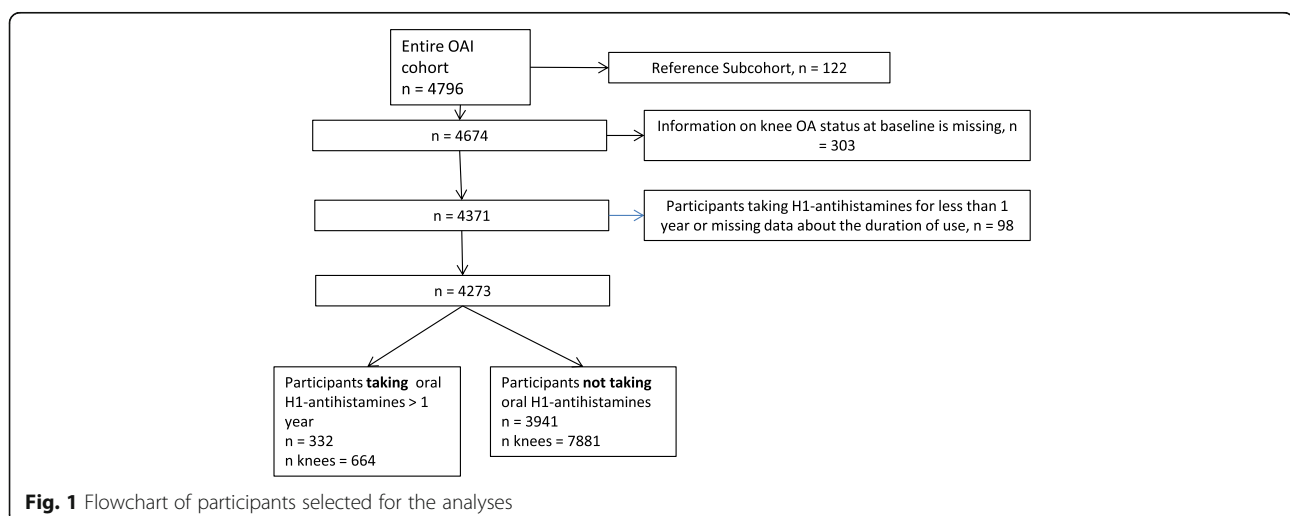 Entire OAI
cohort
n = 4796
Reference Subcohort, n = 122
n = 4674
Information on knee OA status at baseline is missing, n
= 303
n = 4371
Participants taking H1-antihistamines for less than 1
year or missing data about the duration of use, n = 98
n = 4273
Participants taking oral
H1-antihistamines > 1
year
n = 332
n knees = 664
Participants not taking
oral H1-antihistamines
n = 3941
n knees = 7881
Fig. 1 Flowchart of participants selected for the analyses